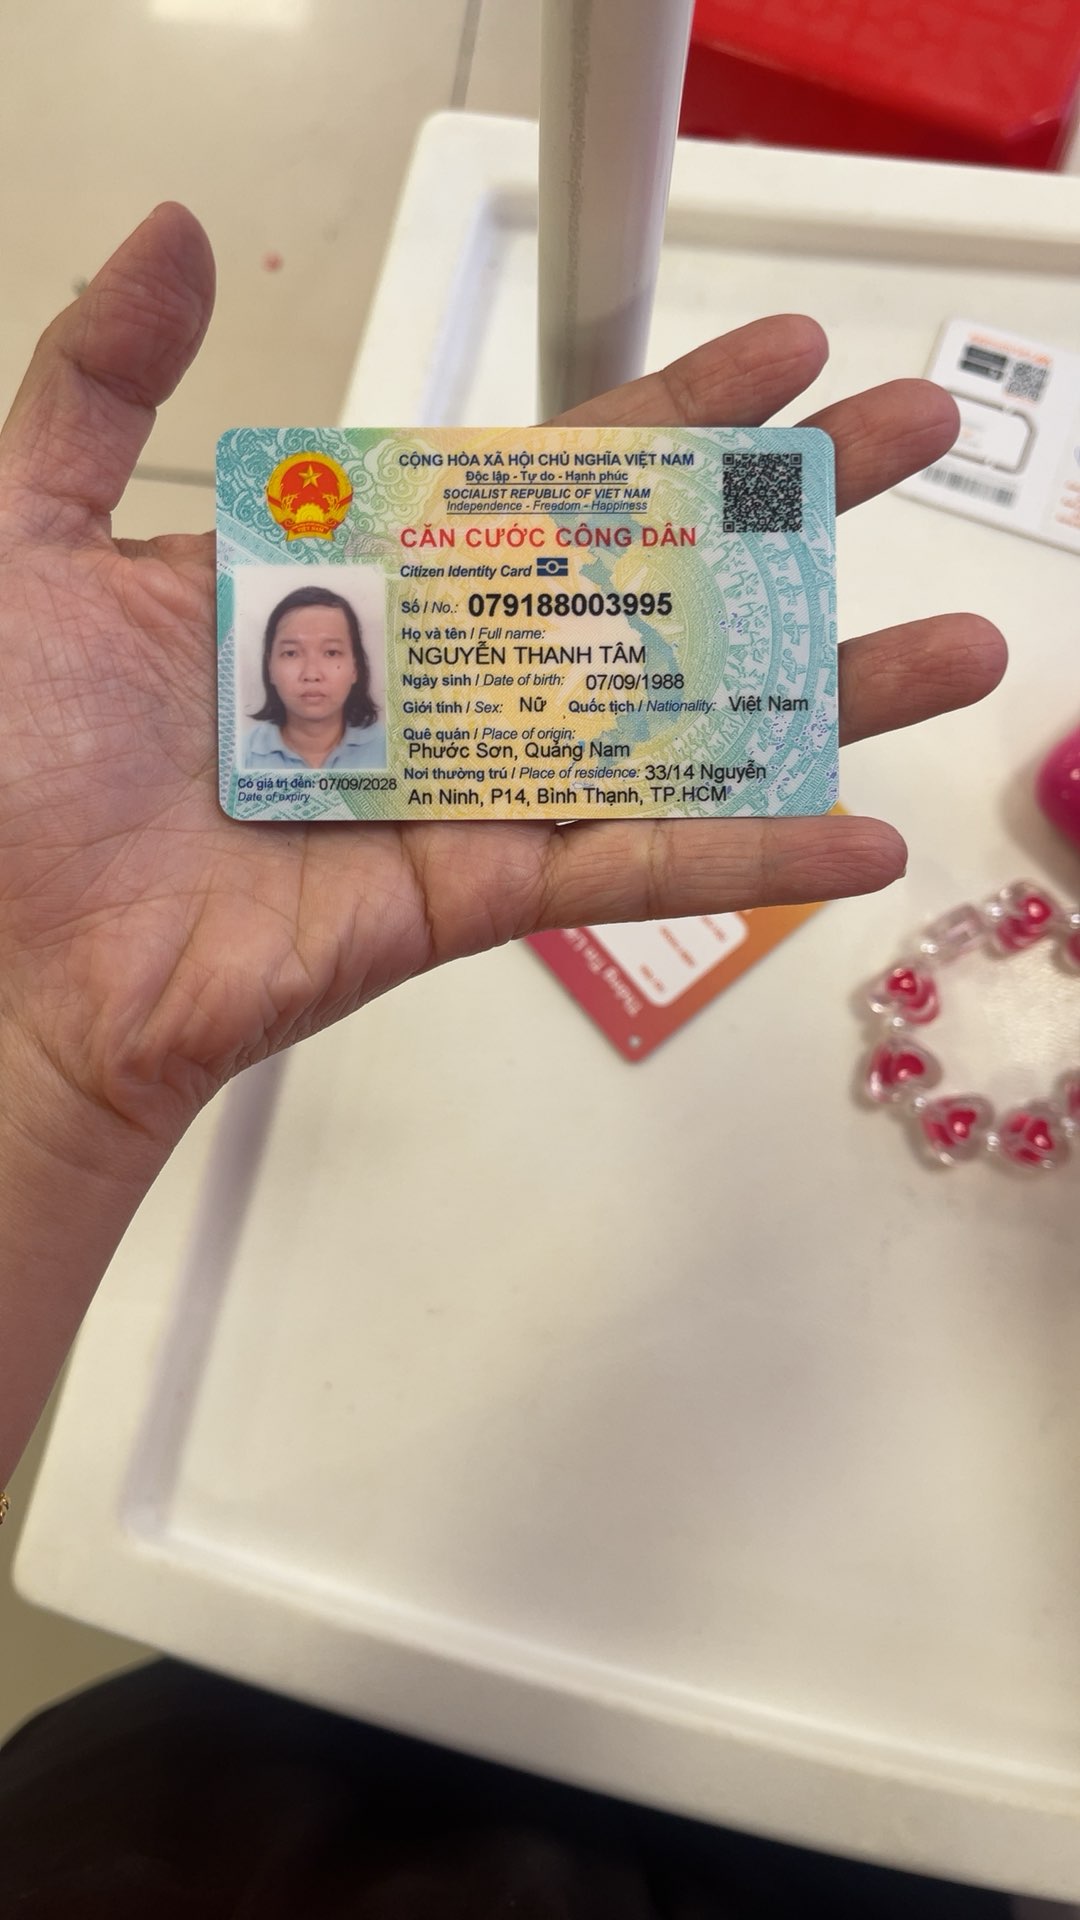 CỘNG HÒA XÃ HỘI CHỦ NGHĨA VIỆT NAM
Độc lập - Tự do - Hạnh phúc
SOCIALIST REPUBLIC OF VIET NAM
Independence - Freedom - Happiness
CĂN CƯỚC CÔNG DÂN
Citizen Identity Card
Số / No.: 079188003995
Họ và tên / Full name:
NGUYỄN THANH TÂM
Ngày sinh / Date of birth: 07/09/1988
Giới tính / Sex: Nữ Quốc tịch / Nationality: Việt Nam
Quê quán / Place of origin:
Phước Sơn, Quảng Nam
Nơi thường trú / Place of residence: 33/14 Nguyễn
An Ninh, P14, Bình Thạnh, TP.HCM
Có giá trị đến: 07/09/2028
Date of expiry
VIỆT NAM